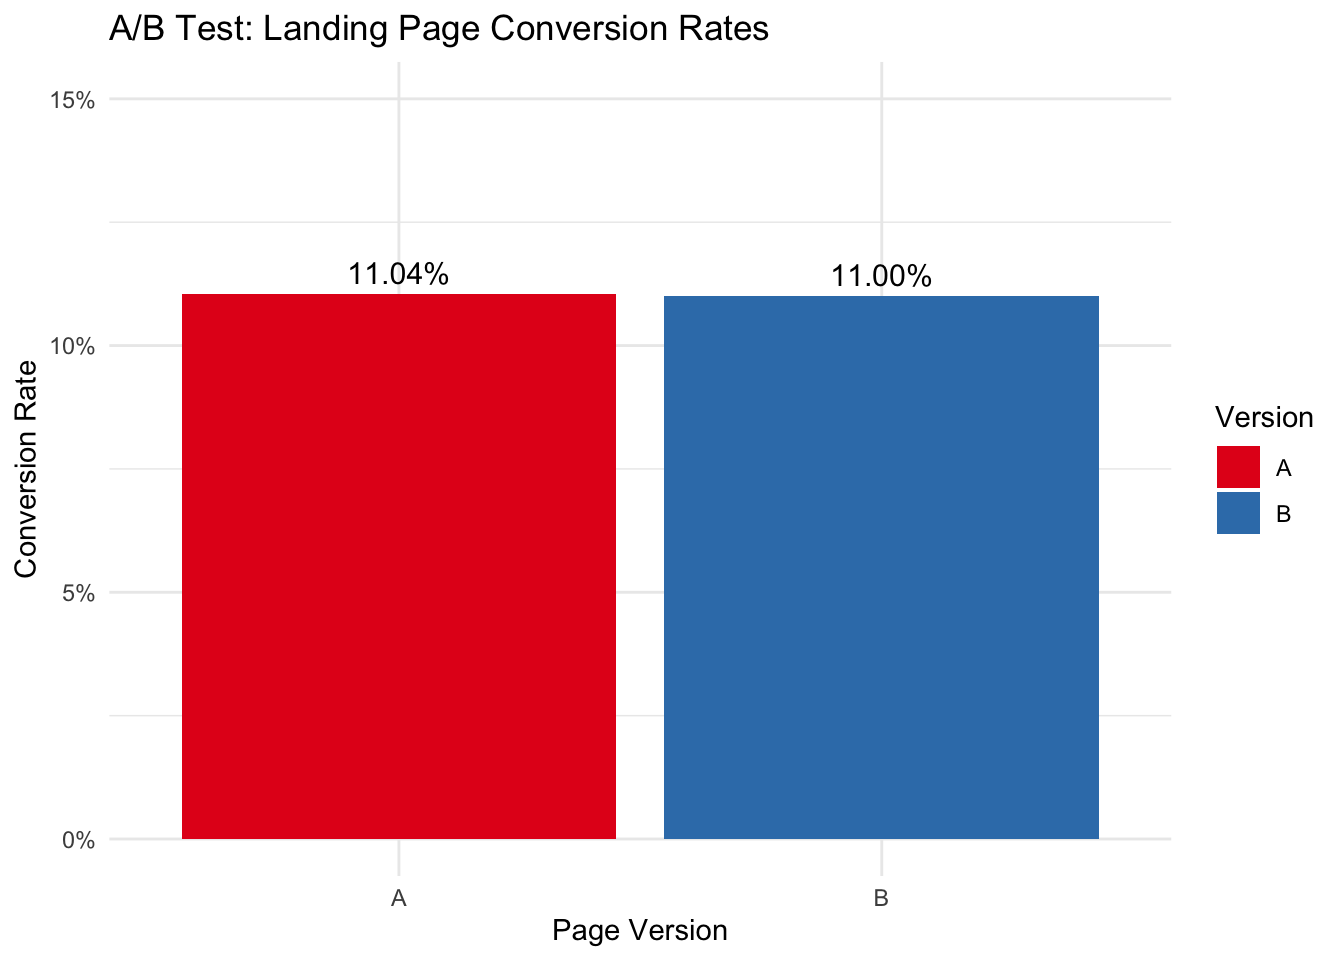 A/B Test: Landing Page Conversion Rates
15%
10%
5%
0%
Conversion Rate
11.04%
11.00%
A
B
Page Version
Version
A
B